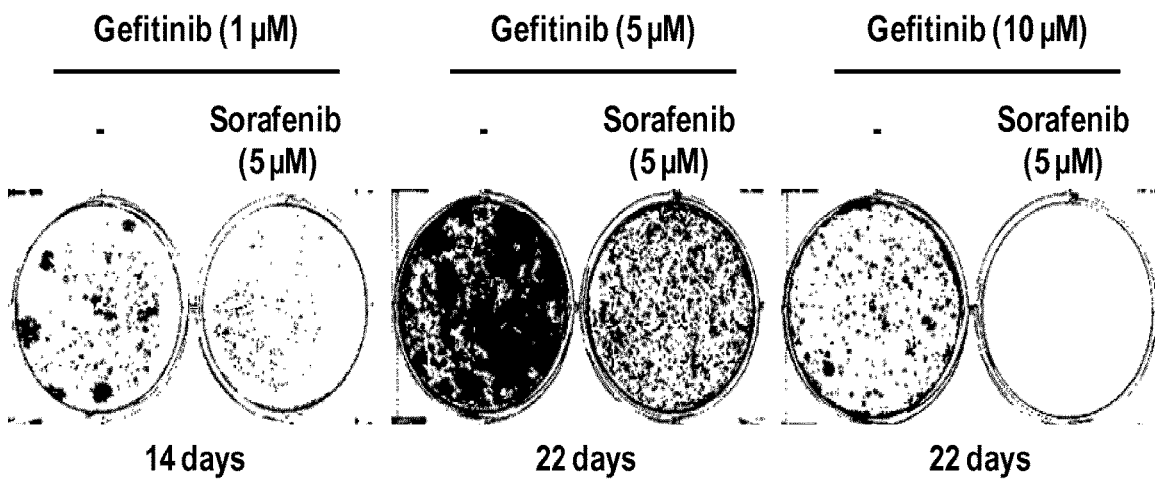 Gefitinib (1 µM)
Gefitinib (5 µM)
Gefitinib (10 µM)
-
Sorafenib
(5 µM)
-
Sorafenib
(5 µM)
-
Sorafenib
(5 µM)
14 days
22 days
22 days